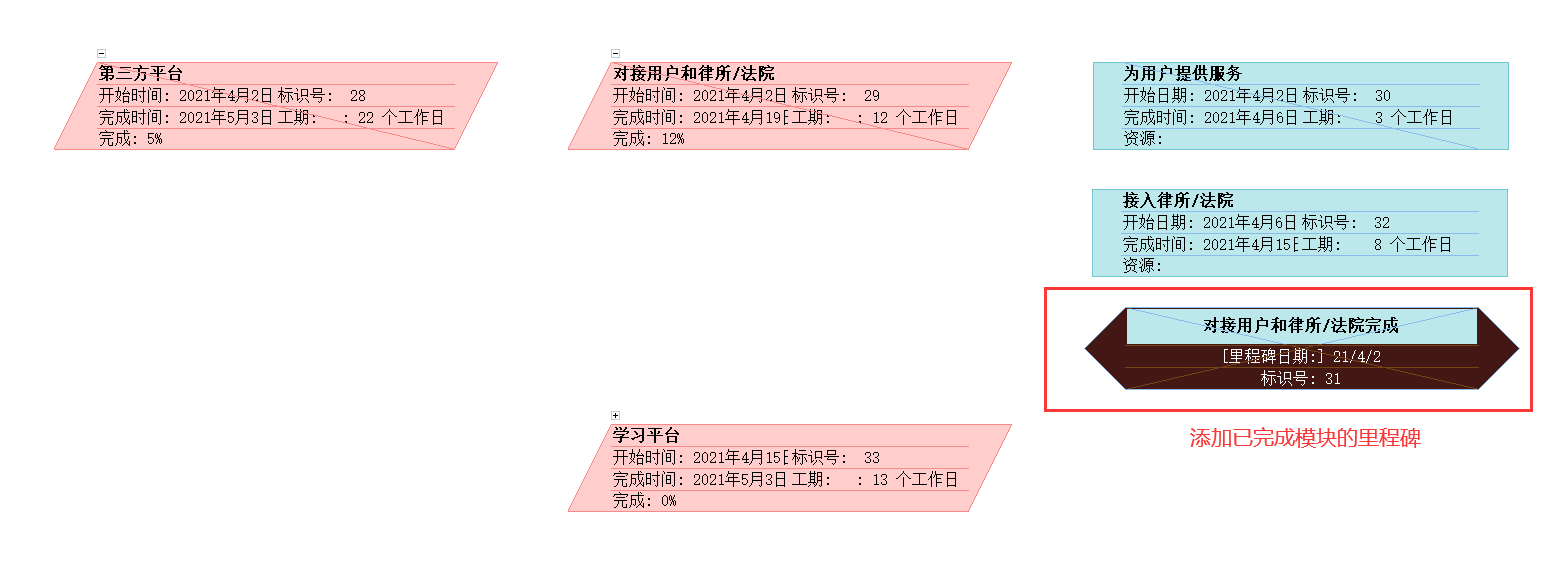 第三方平台
开始时间: 2021年4月2日 标识号: 28
完成时间: 2021年5月3日 工期: : 22 个工作日
完成: 5%
对接用户和律所/法院
开始时间: 2021年4月2日 标识号: 29
完成时间: 2021年4月19 工期: : 12 个工作日
完成: 12%
为用户提供服务
开始日期: 2021年4月2日 标识号: 30
完成时间: 2021年4月6日 工期: 3 个工作日
资源:
接入律所/法院
开始日期: 2021年4月6日 标识号: 32
完成时间: 2021年4月15 工期: 8 个工作日
资源:
对接用户和律所/法院完成
[里程碑日期:] 21/4/2
标识号: 31
添加已完成模块的里程碑
学习平台
开始时间: 2021年4月15 标识号: 33
完成时间: 2021年5月3日 工期: : 13 个工作日
完成: 0%